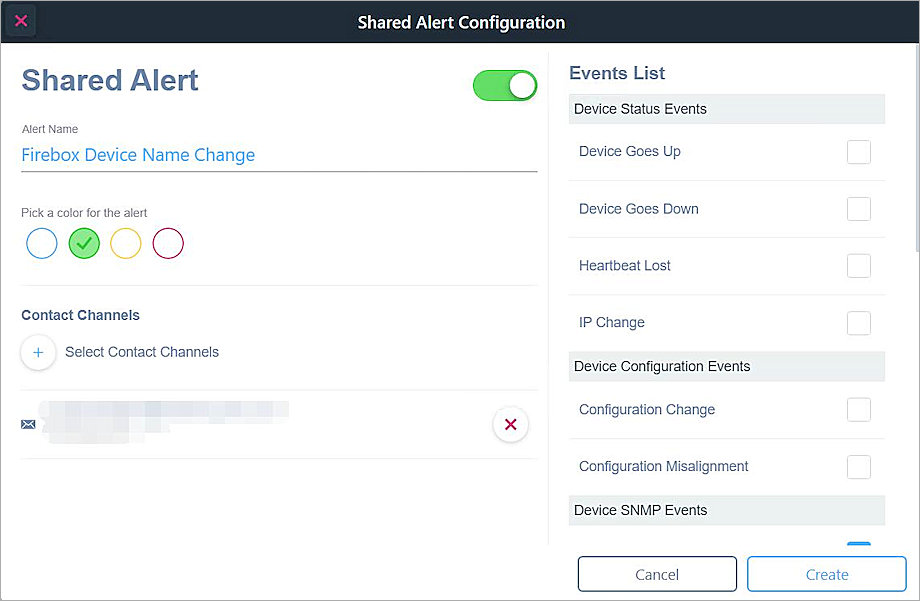 Shared Alert Configuration
Shared Alert
Alert Name
Firebox Device Name Change
Pick a color for the alert
Contact Channels
Select Contact Channels
Events List
Device Status Events
Device Goes Up
Device Goes Down
Heartbeat Lost
IP Change
Device Configuration Events
Configuration Change
Configuration Misalignment
Device SNMP Events
Cancel
Create